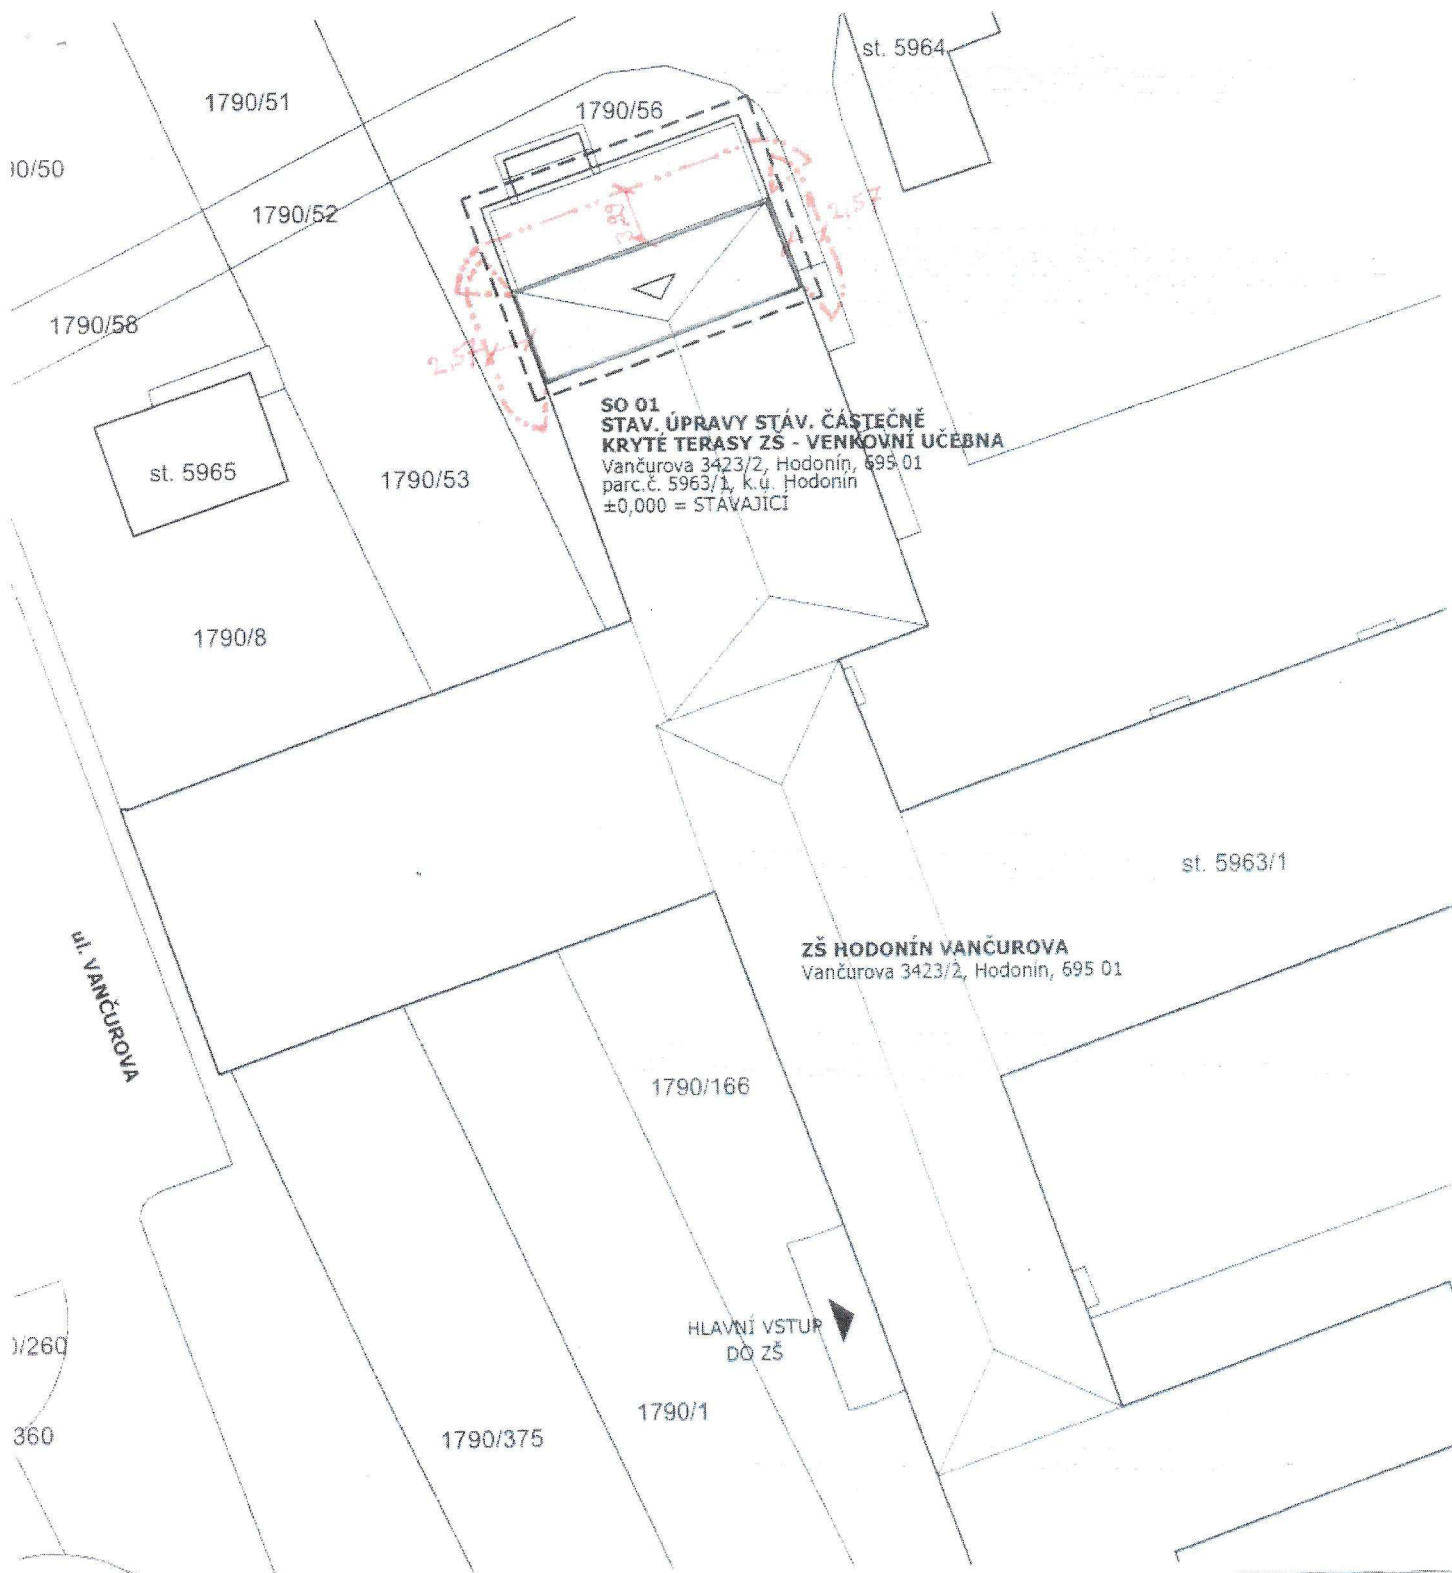 st. 5964
1790/51
1790/56
1790/52
2,57
1790/58
2,57
SO 01
STAV. ÚPRAVY STÁV. ČÁSTEČNĚ
KRYTÉ TERASY ZŠ - VENKOVNÍ UČEBNA
Vančurova 3423/2, Hodonín, 695 01
parc.č. 5963/1, k.ú. Hodonín
±0,000 = STÁVAJÍCÍ
st. 5965
1790/53
1790/8
st. 5963/1
ul. VANČUROVA
ZŠ HODONÍN VANČUROVA
Vančurova 3423/2, Hodonín, 695 01
1790/166
HLAVNÍ VSTUP
DO ZŠ
/260
360
1790/1
1790/375